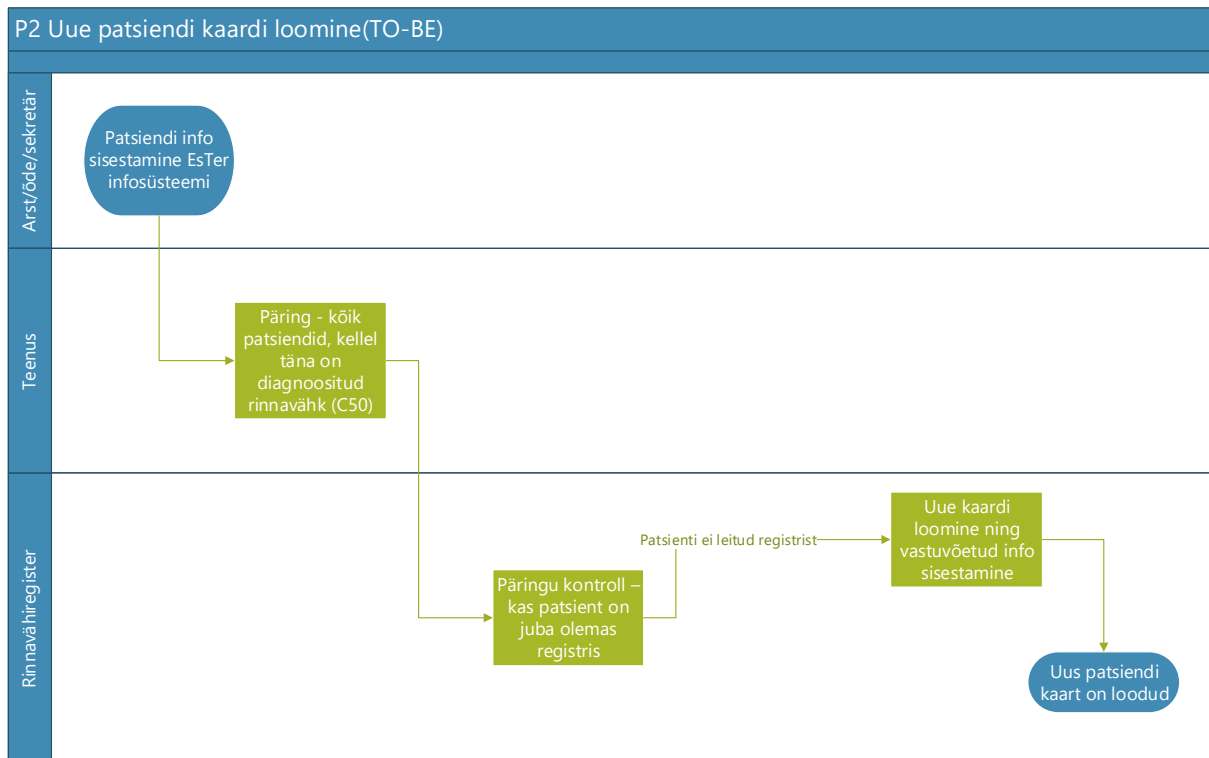 P2 Uue patsiendi kaardi loomine(TO-BE)
Arst/õde/sekretär
Patsiendi info
sisestamine EsTer
infosüsteemi
Teenus
Päring - kõik
patsiendid, kellel
täna on
diagnoositud
rinnavähk (C50)
Rinnavähiregister
Päringu kontroll –
kas patsient on
juba olemas
registris
Patsienti ei leitud registrist
Uue kaardi
loomine ning
vastuvõetud info
sisestamine
Uus patsiendi
kaart on loodud